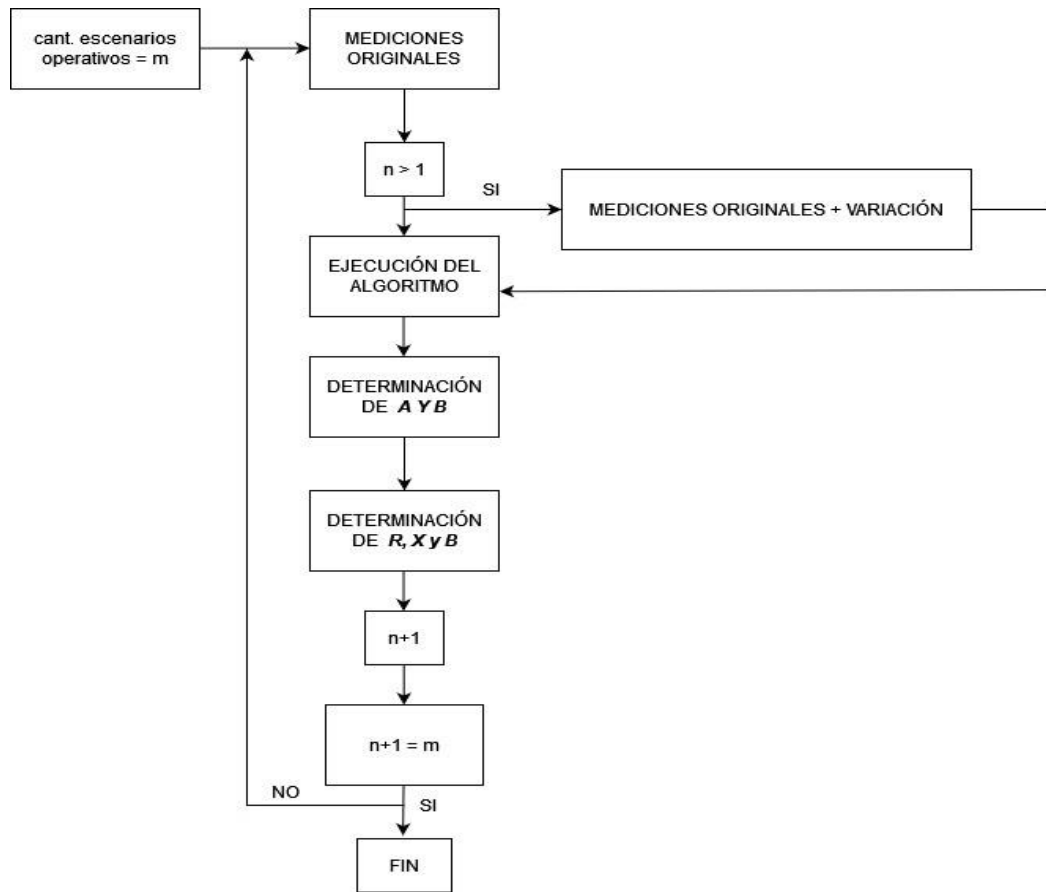 cant. escenarios
operativos = m
MEDICIONES
ORIGINALES
n > 1
SI
MEDICIONES ORIGINALES + VARIACIÓN
EJECUCIÓN DEL
ALGORITMO
DETERMINACIÓN
DE A Y B
DETERMINACIÓN
DE R, X y B
n+1
n+1 = m
NO
SI
FIN